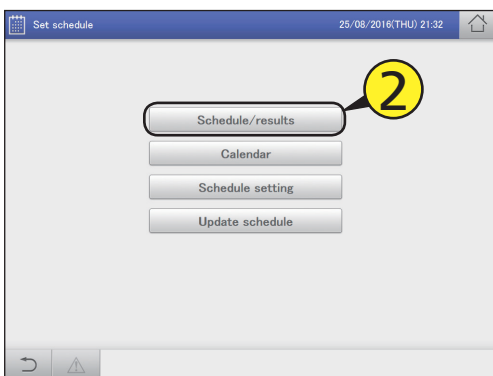 Set schedule 25/08/2016(THU) 21:32
2
Schedule/results
Calendar
Schedule setting
Update schedule